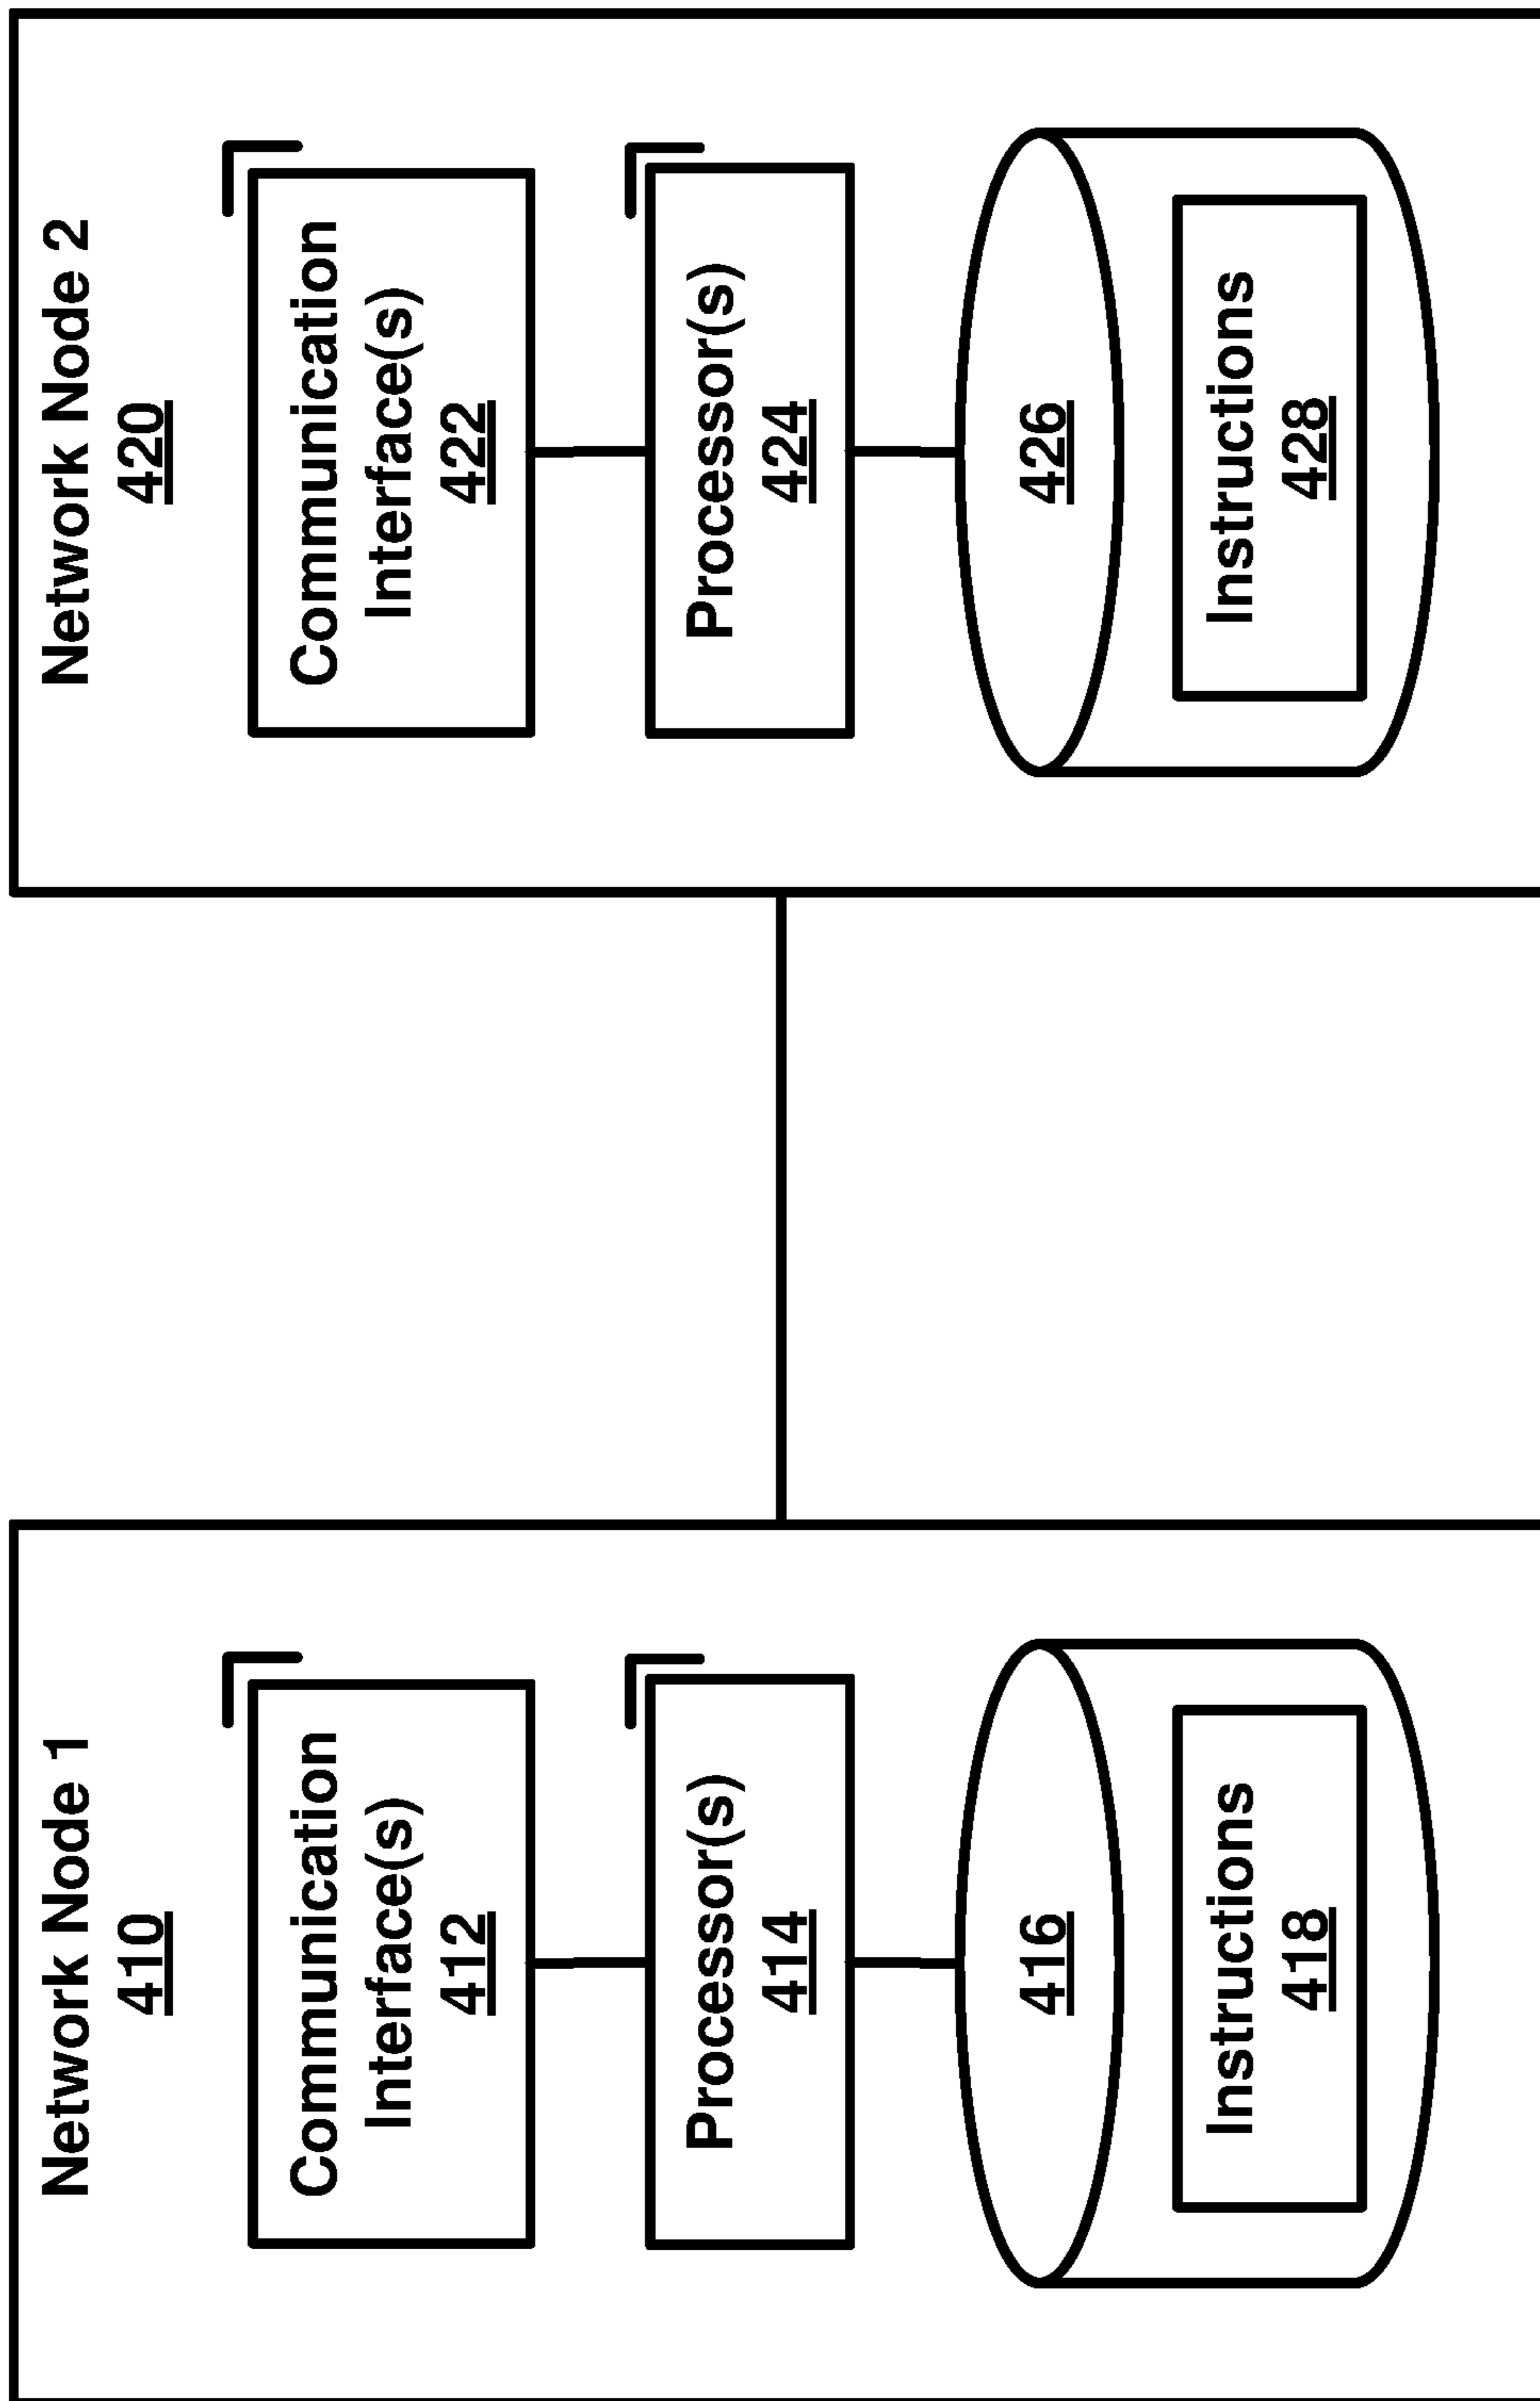 Network Node 1
410
Communication
Interface(s)
412
Processor(s)
414
416
Instructions
418
Network Node 2
420
Communication
Interface(s)
422
Processor(s)
424
426
Instructions
428